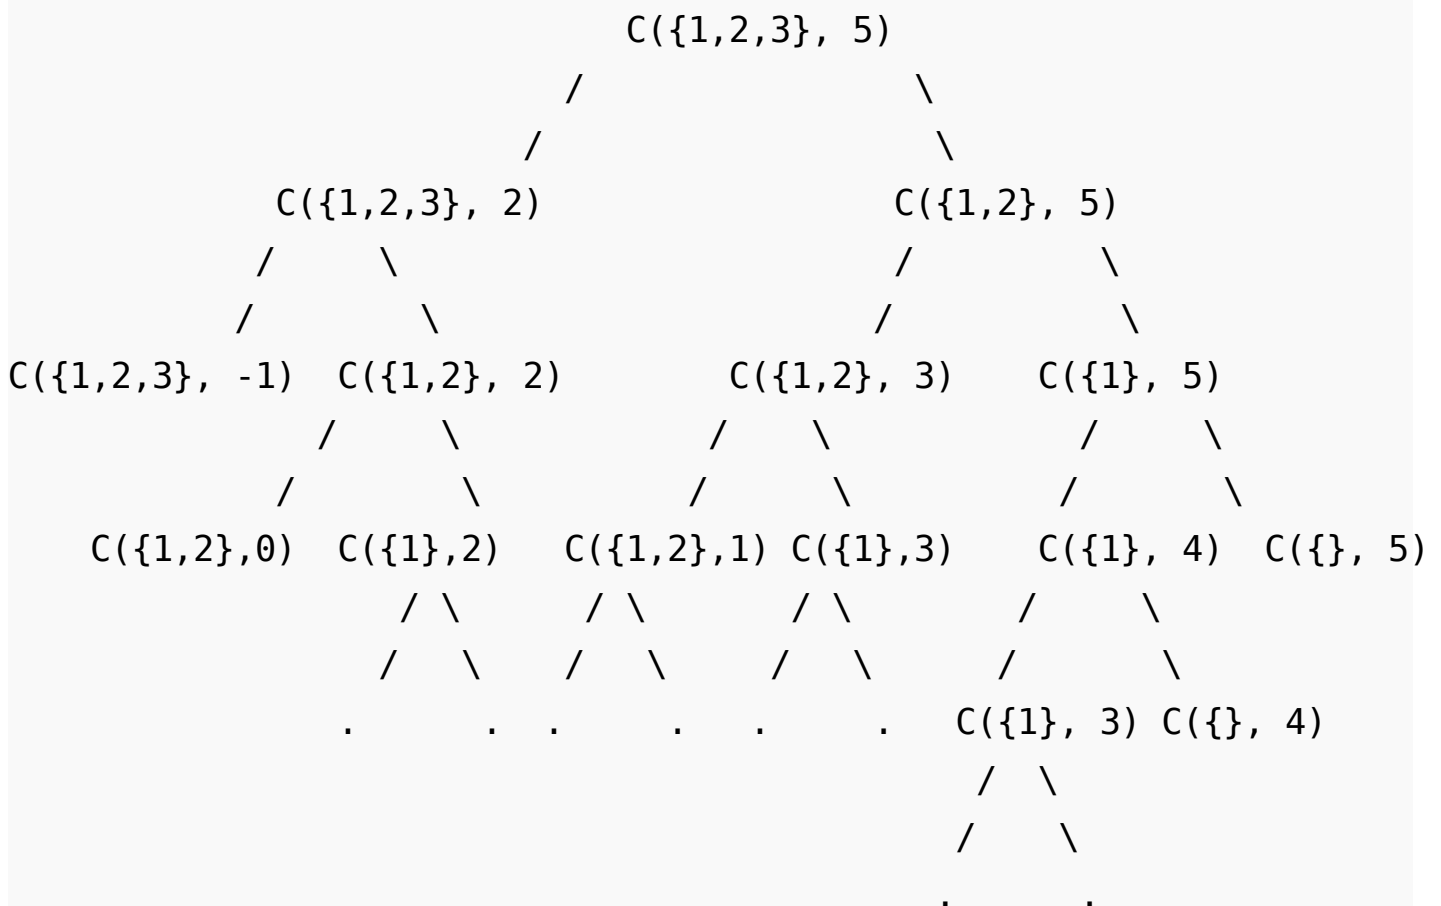 C({1,2,3}, 5)
/ \
/ \
C({1,2,3}, 2) C({1,2}, 5)
/ \ / \
/ \ / \
C({1,2,3}, -1) C({1,2}, 2) C({1,2}, 3) C({1}, 5)
/ \ / \ / \
/ \ / \ / \
C({1,2},0) C({1},2) C({1,2},1) C({1},3) C({1}, 4) C({}, 5)
/ \ / \ / \ / \
/ \ / \ / \ / \
. . . . . . C({1}, 3) C({}, 4)
/ \
/ \
. .